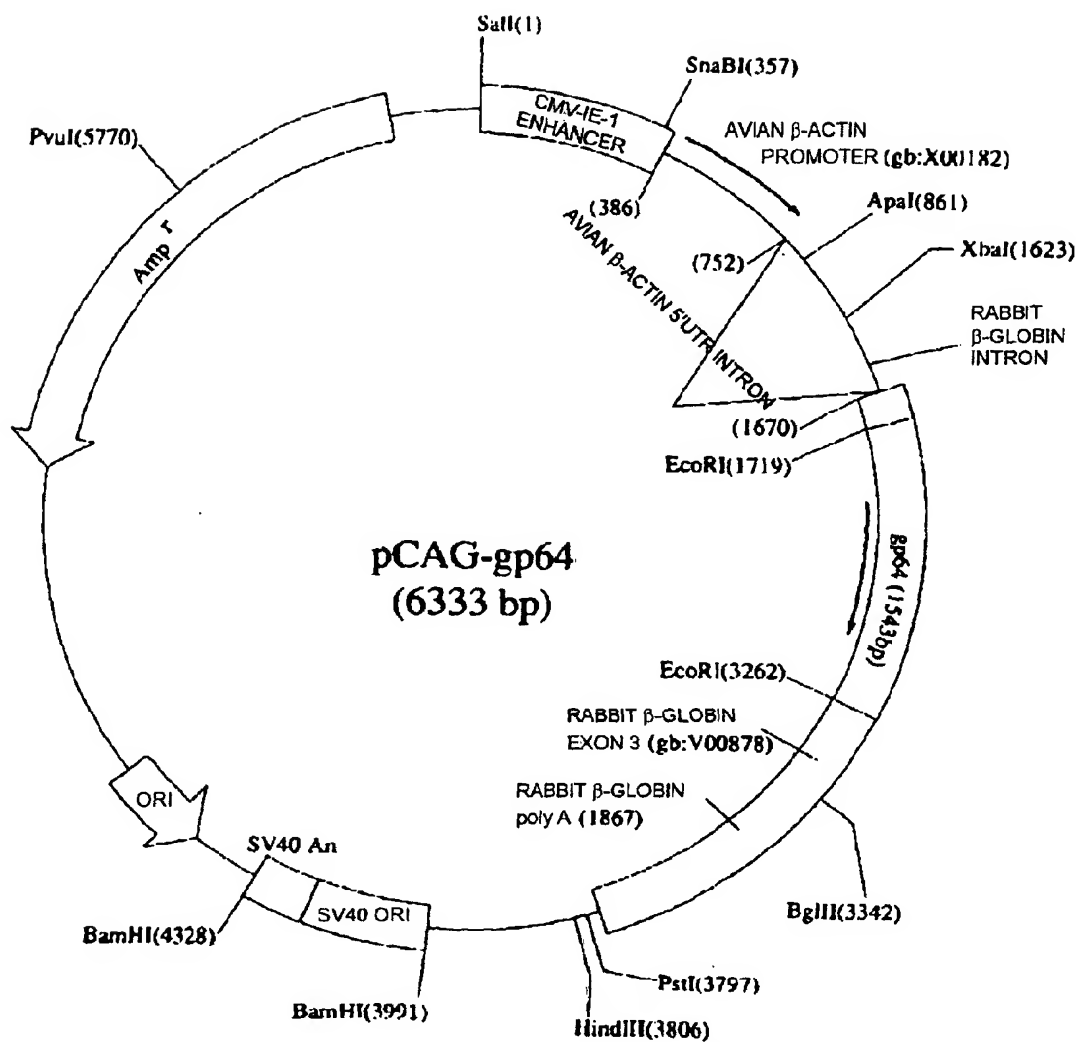 SalI(1)
SnaBI(357)
CMV-IE-1
ENHANCER
AVIAN β-ACTIN
PROMOTER (gb:X00182)
PvuI(5770)
(386)
ApaI(861)
Amp r
AVIAN β-ACTIN 5'UTR INTRON
(752)
XbaI(1623)
RABBIT
β-GLOBIN
INTRON
(1670)
EcoRI(1719)
pCAG-gp64
(6333 bp)
gp64 (1543bp)
EcoRI(3262)
RABBIT β-GLOBIN
EXON 3 (gb:V00878)
RABBIT β-GLOBIN
poly A (1867)
ORI
SV40 An
SV40 ORI
BglII(3342)
BamHI(4328)
PstI(3797)
BamHI(3991)
HindIII(3806)